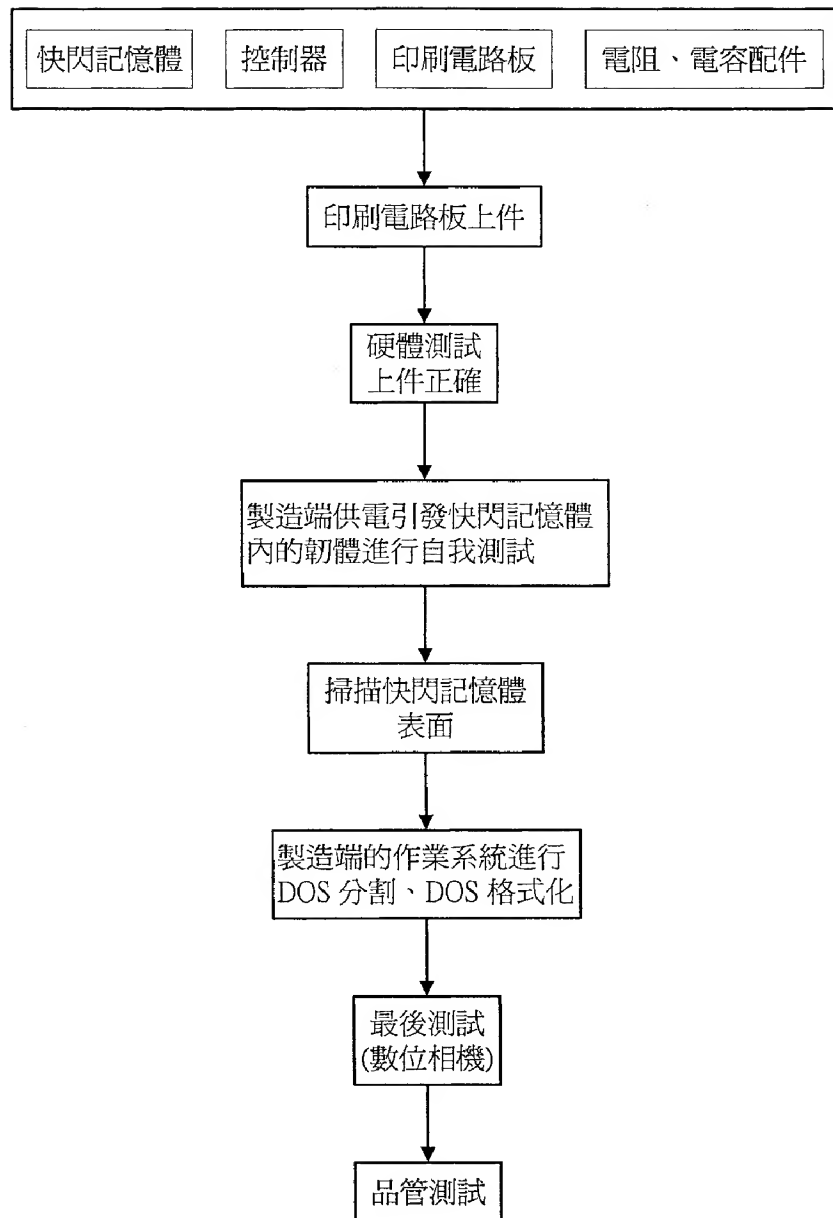 快閃記憶體 控制器 印刷電路板 電阻、電容配件
印刷電路板上件
硬體測試
上件正確
製造端供電引發快閃記憶體
內的韌體進行自我測試
掃描快閃記憶體
表面
製造端的作業系統進行
DOS 分割、DOS 格式化
最後測試
(數位相機)
品管測試